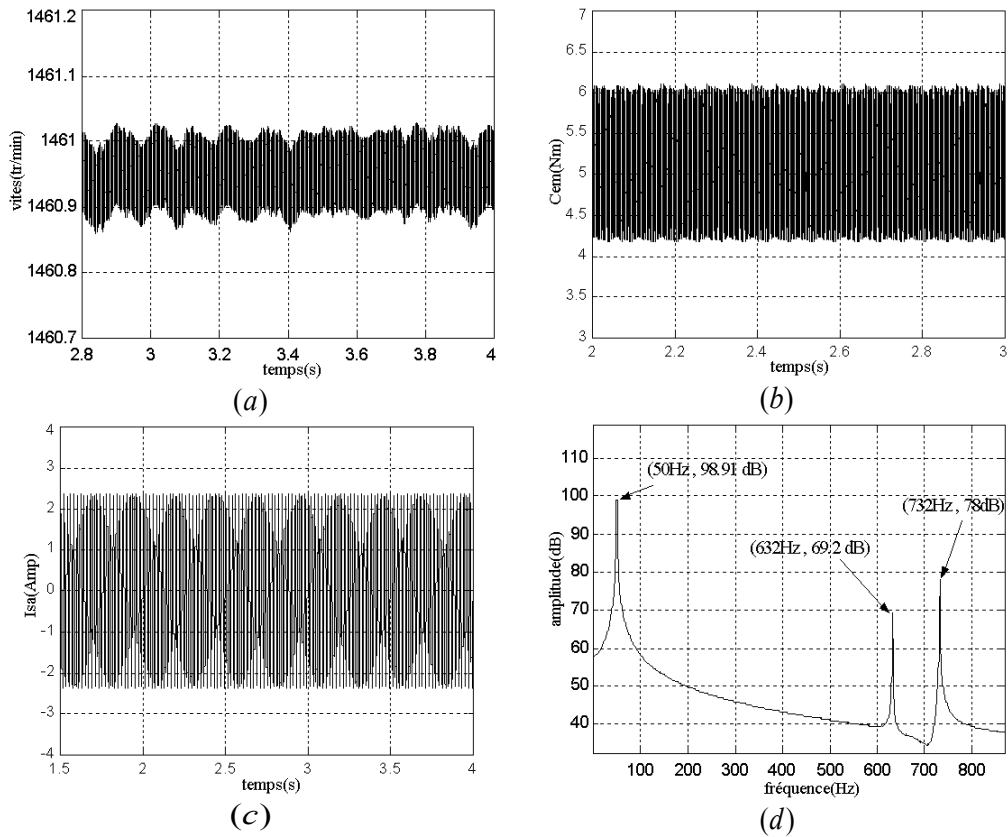 1461.2
1461.1
1461
1460.9
1460.8
1460.7
2.8 3 3.2 3.4 3.6 3.8 4
vites(tr/min)
temps(s)
(a)
7
6.5
6
5.5
5
4.5
4
3.5
3
2 2.2 2.4 2.6 2.8 3
Cem(Nm)
temps(s)
(b)
4
3
2
1
0
-1
-2
-3
-4
1.5 2 2.5 3 3.5 4
Isa(Amp)
temps(s)
(c)
110
100
90
80
70
60
50
40
100 200 300 400 500 600 700 800
amplitude(dB)
fréquence(Hz)
(50Hz , 98.91 dB)
(732Hz , 78dB)
(632Hz , 69.2 dB)
(d)